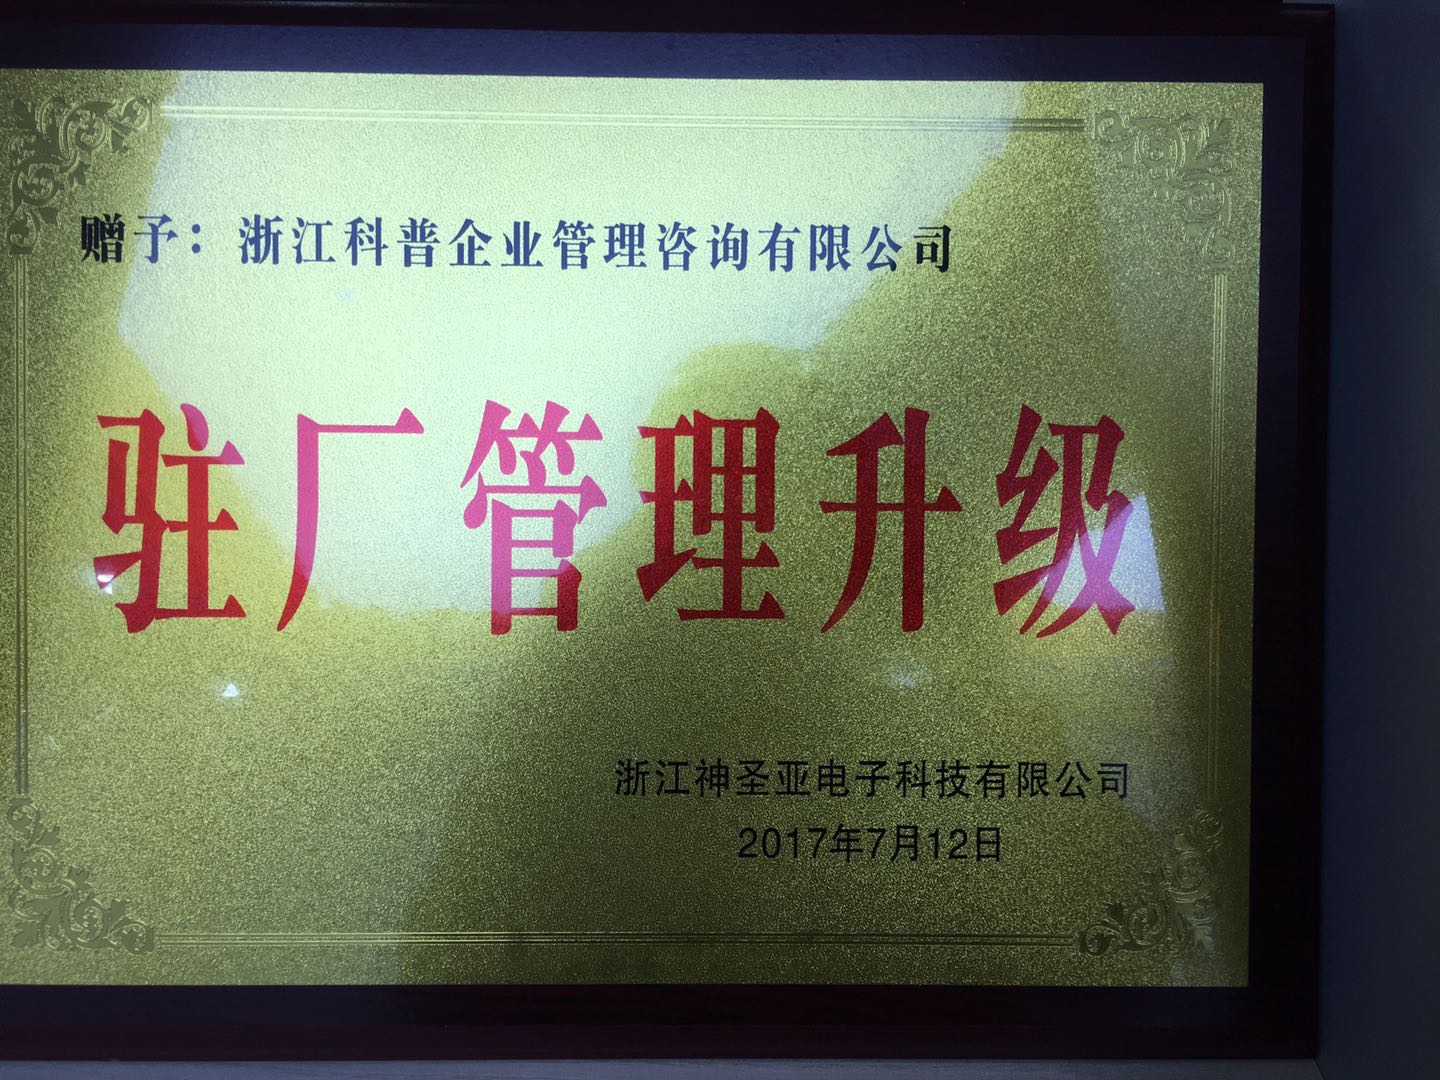 赠予：浙江科普企业管理咨询有限公司
驻厂管理升级
浙江神圣亚电子科技有限公司
2017年7月12日